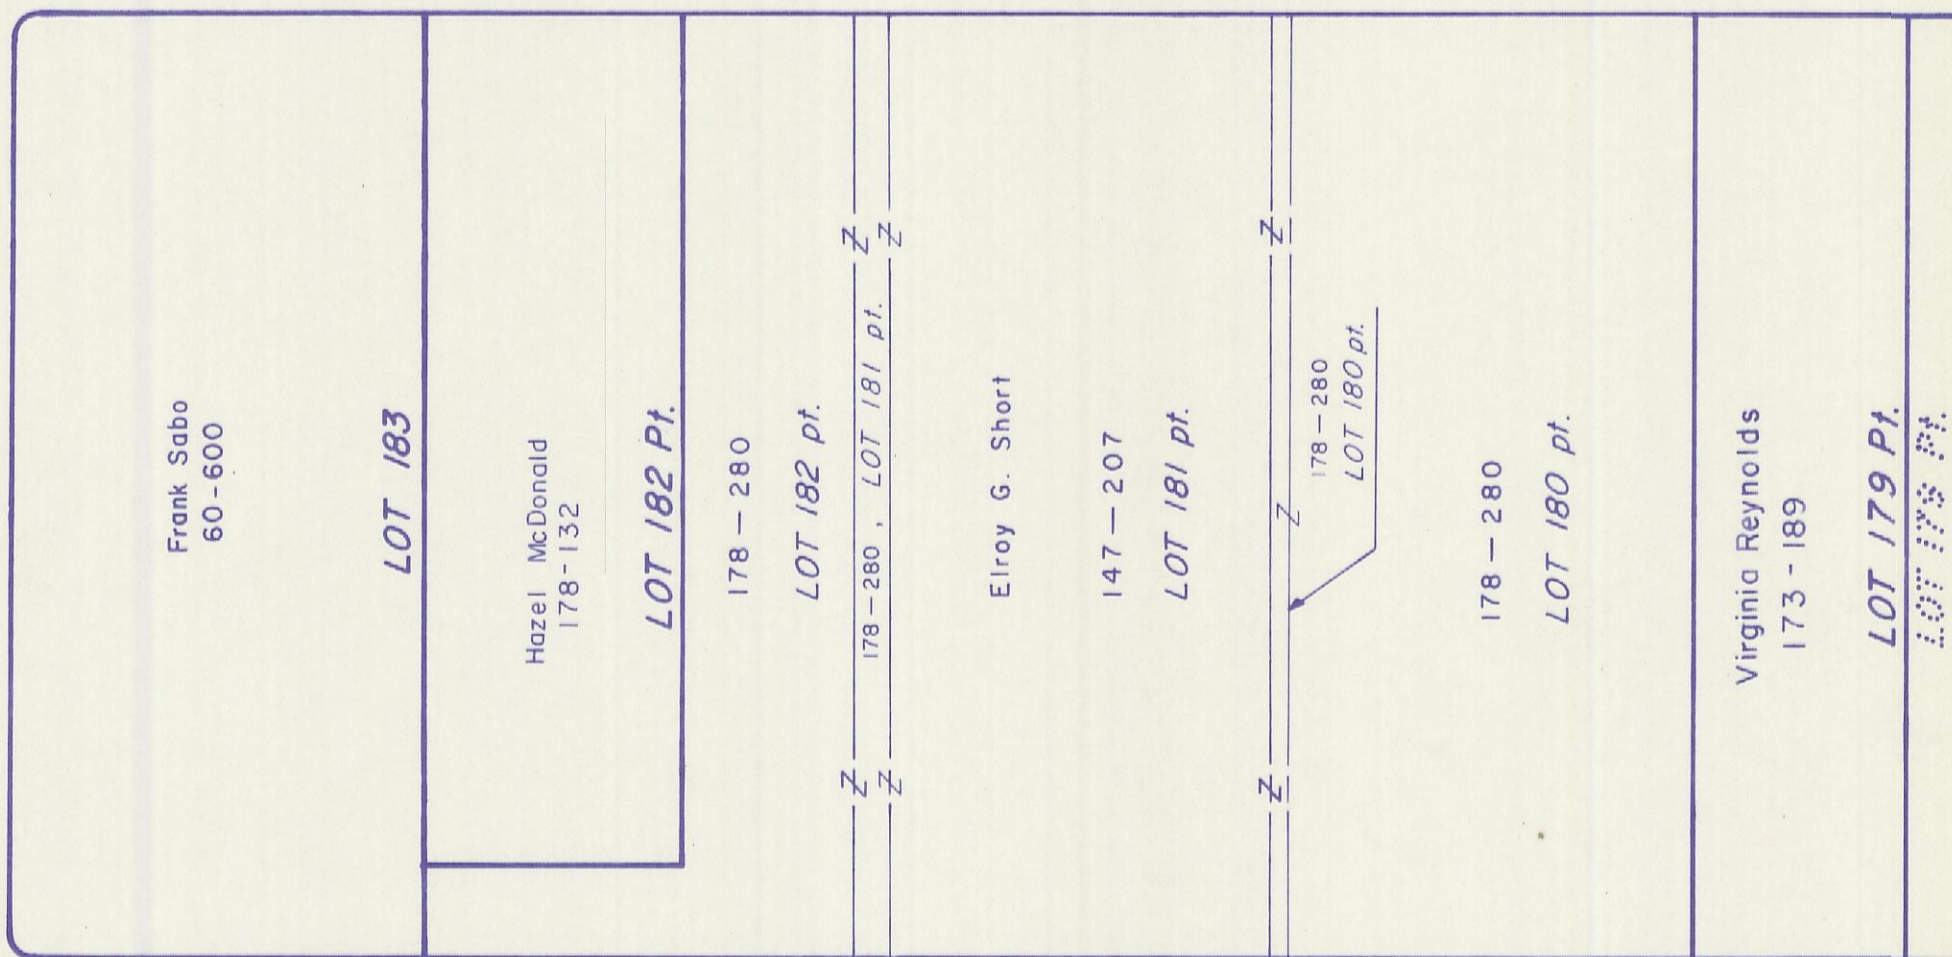 Frank Sabo
60-600
LOT 183
Hazel McDonald
178-132
LOT 182 Pt.
178-280
LOT 182 pt.
178-280, LOT 181 pt.
Z
Z
Z
Z
Elroy G. Short
147-207
LOT 181 pt.
Z
Z
Z
178-280
LOT 180 pt.
178-280
LOT 180 pt.
Virginia Reynolds
173-189
LOT 179 Pt.